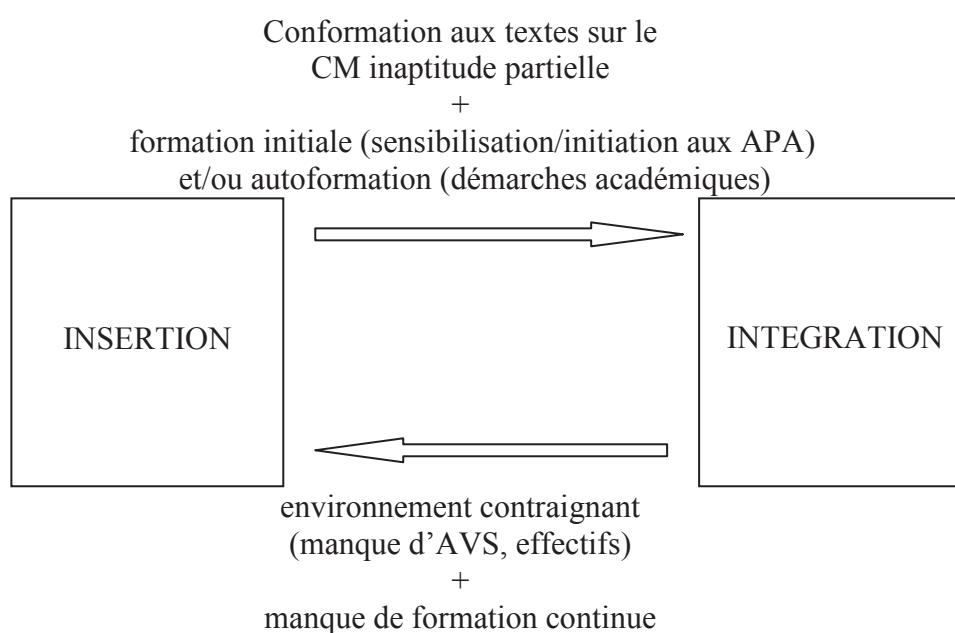 Conformation aux textes sur le
CM inaptitude partielle
+
formation initiale (sensibilisation/initiation aux APA)
et/ou autoformation (démarches académiques)
INSERTION
INTEGRATION
environnement contraignant
(manque d’AVS, effectifs)
+
manque de formation continue